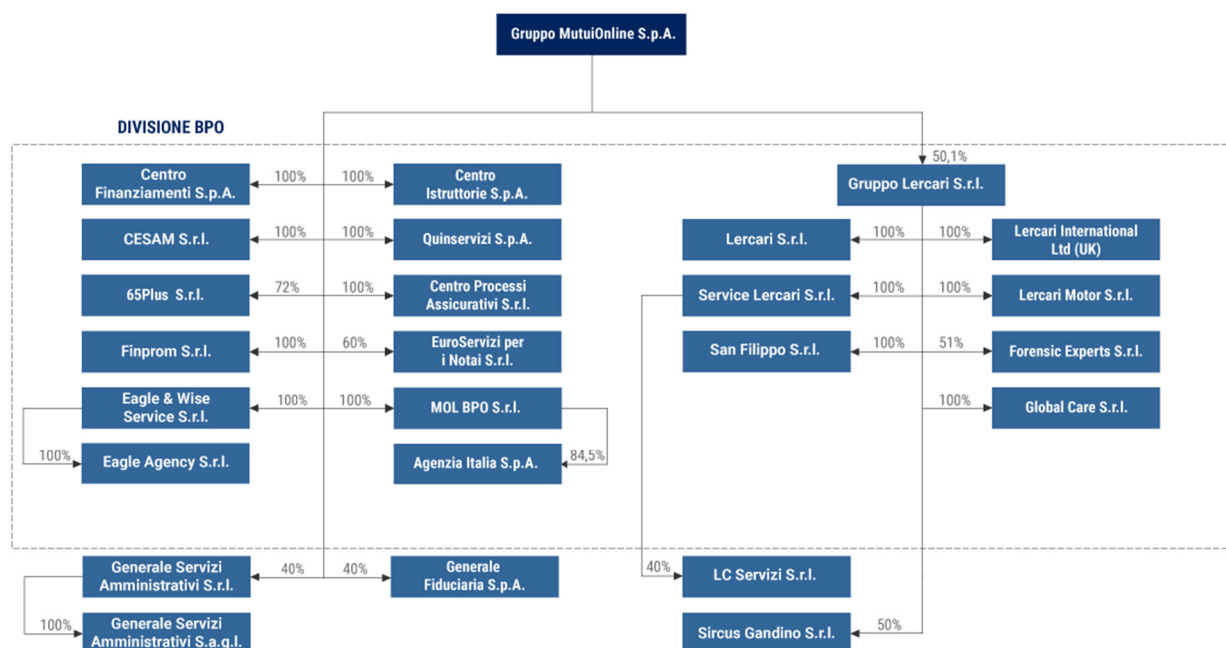 Gruppo MutuiOnline S.p.A.
DIVISIONE BPO
50,1%
Centro
Finanziamenti S.p.A.
100%
100%
Centro
Istruttorie S.p.A.
Gruppo Lercari S.r.l.
CESAM S.r.l.
100%
100%
Quinservizi S.p.A.
Lercari S.r.l.
100%
100%
Lercari International
Ltd (UK)
65Plus S.r.l.
72%
100%
Centro Processi
Assicurativi S.r.l.
Service Lercari S.r.l.
100%
100%
Lercari Motor S.r.l.
Finprom S.r.l.
100%
60%
EuroServizi per
i Notai S.r.l.
San Filippo S.r.l.
100%
51%
Forensic Experts S.r.l.
Eagle & Wise
Service S.r.l.
100%
100%
MOL BPO S.r.l.
100%
Global Care S.r.l.
100%
Eagle Agency S.r.l.
Agenzia Italia S.p.A.
84,5%
Generale Servizi
Amministrativi S.r.l.
40%
40%
Generale
Fiduciaria S.p.A.
40%
LC Servizi S.r.l.
100%
Generale Servizi
Amministrativi S.a.g.l.
Sircus Gandino S.r.l.
50%